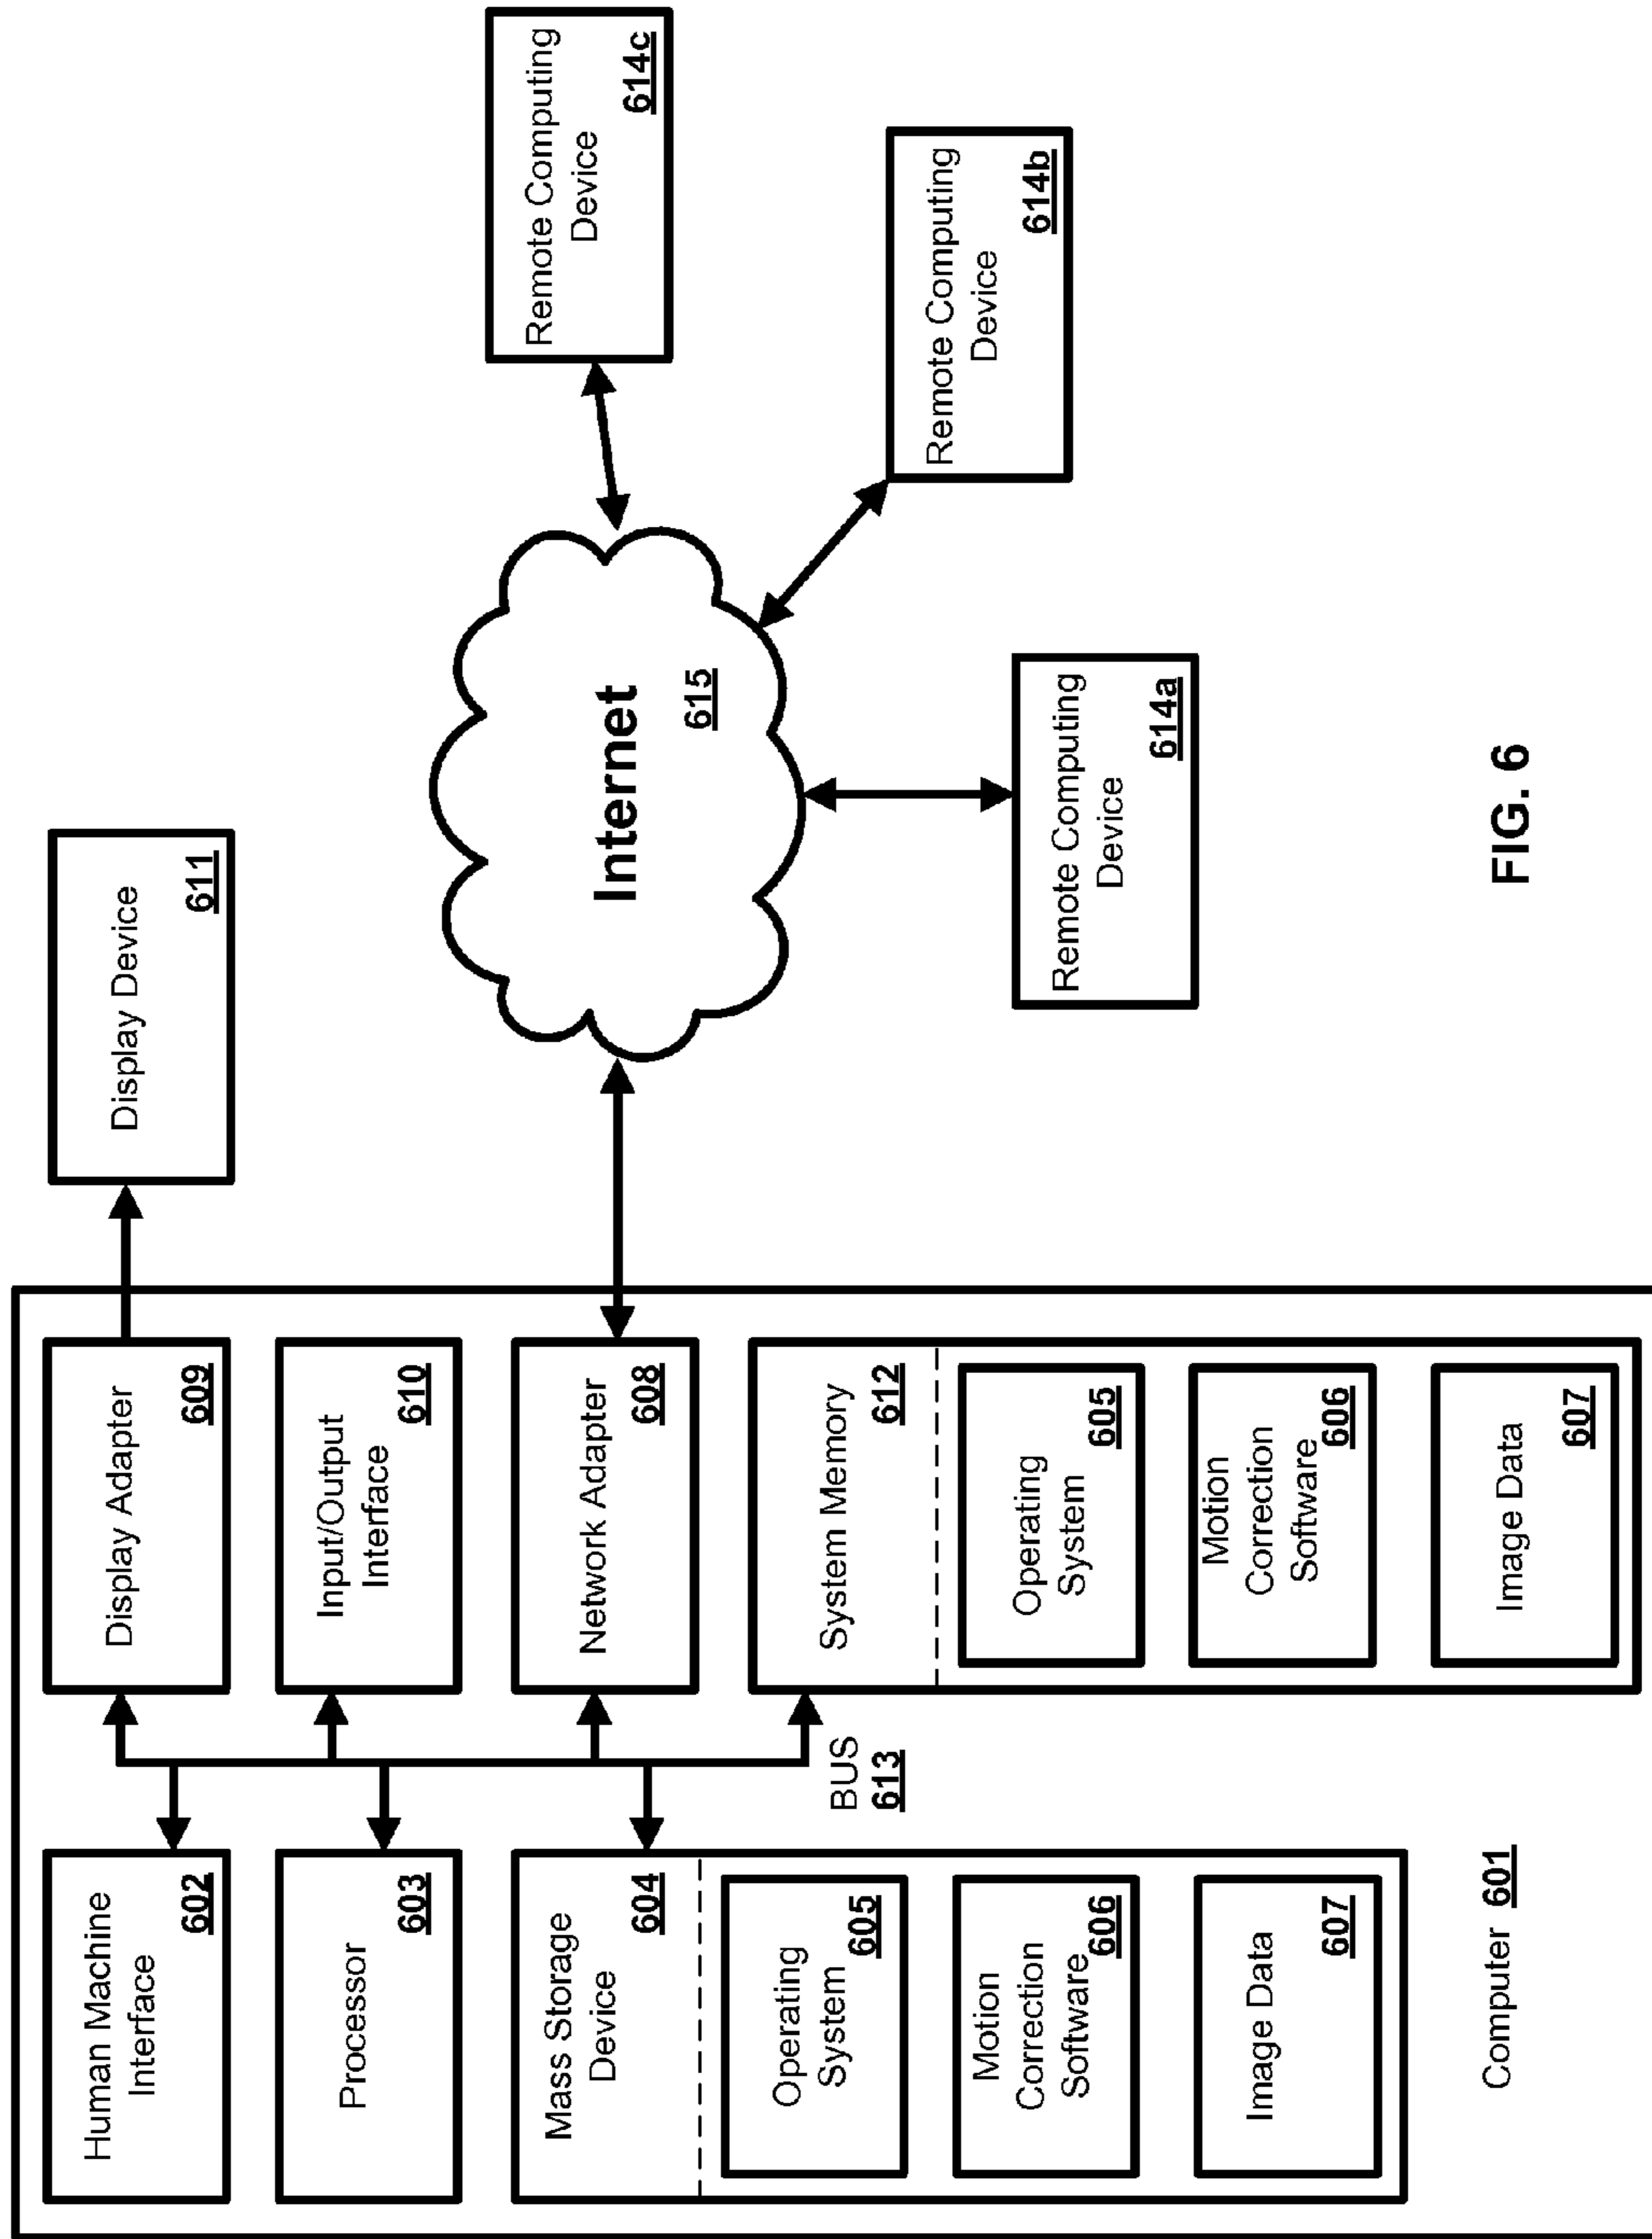 Human Machine
Interface
602
Processor
603
Mass Storage
Device
604
Operating
System
605
Motion
Correction
Software
606
Image Data
607
Computer 601
BUS
613
Display Adapter
609
Input/Output
Interface
610
Network Adapter
608
System Memory
612
Operating
System
605
Motion
Correction
Software
606
Image Data
607
Display Device
611
Internet
615
Remote Computing
Device
614a
Remote Computing
Device
614b
Remote Computing
Device
614c
FIG. 6